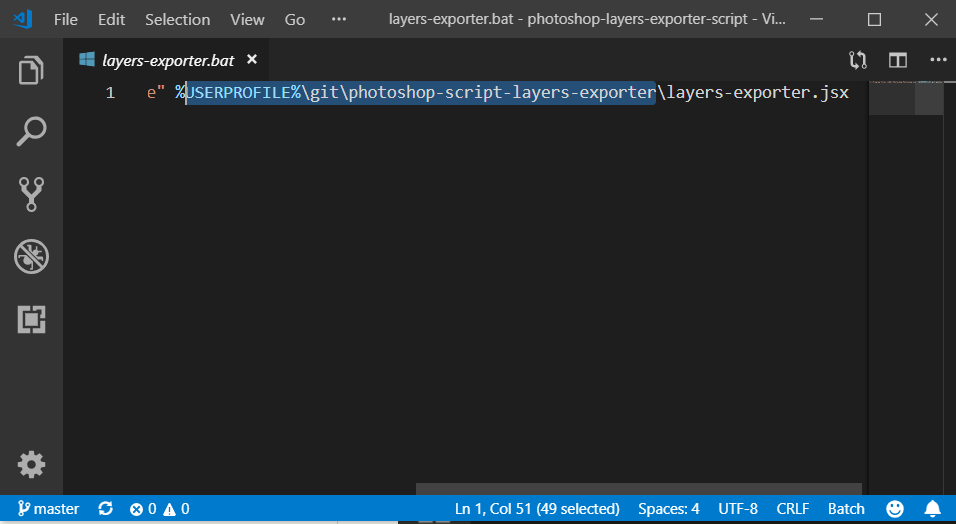 File Edit Selection View Go ··· layers-exporter.bat - photoshop-layers-exporter-script - Vi...
layers-exporter.bat
1 e" %USERPROFILE%\git\photoshop-script-layers-exporter\layers-exporter.jsx
master 0 0 Ln 1, Col 51 (49 selected) Spaces: 4 UTF-8 CRLF Batch